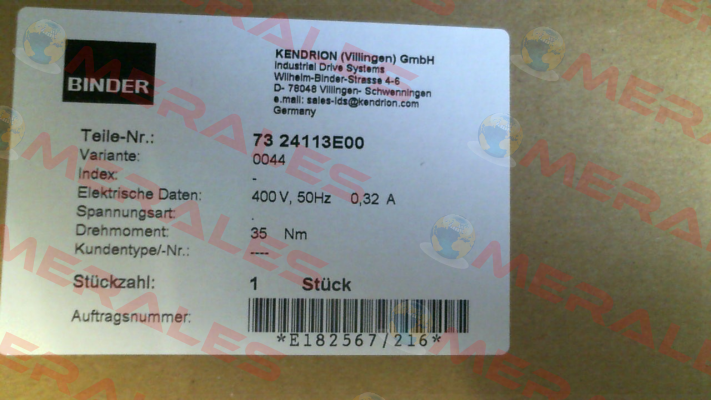 BINDER
KENDRION (Villingen) GmbH
Industrial Drive Systems
Wilhelm-Binder-Strasse 4-6
D- 78048 Villingen- Schwenningen
e.mail: sales-ids@kendrion.com
Germany
Teile-Nr.: 73 24113E00
Variante: 0044
Index: -
Elektrische Daten: 400 V, 50Hz 0,32 A
Spannungsart: .
Drehmoment: 35 Nm
Kundentype/-Nr.: ----
Stückzahl: 1 Stück
Auftragsnummer:
*E182567/216*
MERALES
MERALES
MERALES
MERALES
MERALES